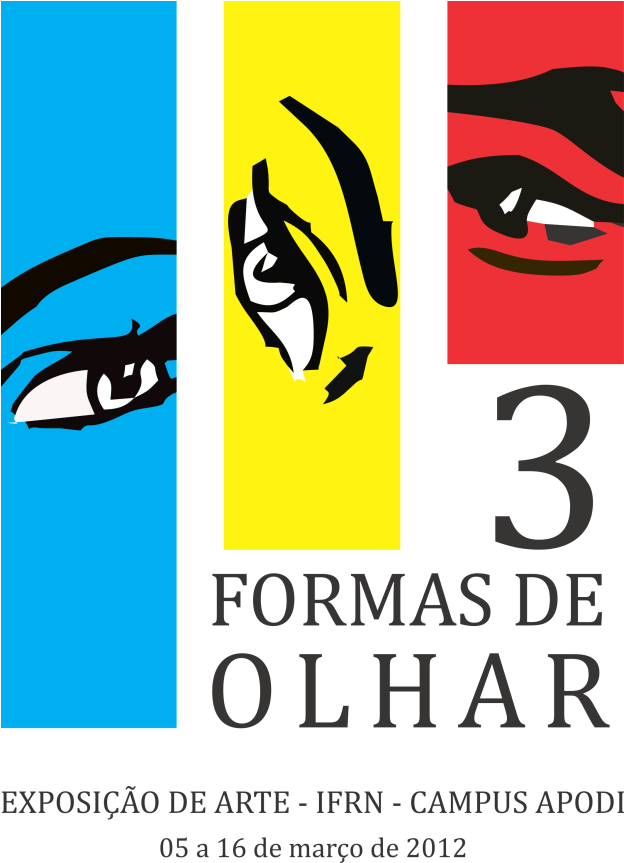 3
FORMAS DE
OLHAR
EXPOSIÇÃO DE ARTE - IFRN - CAMPUS APODI
05 a 16 de março de 2012